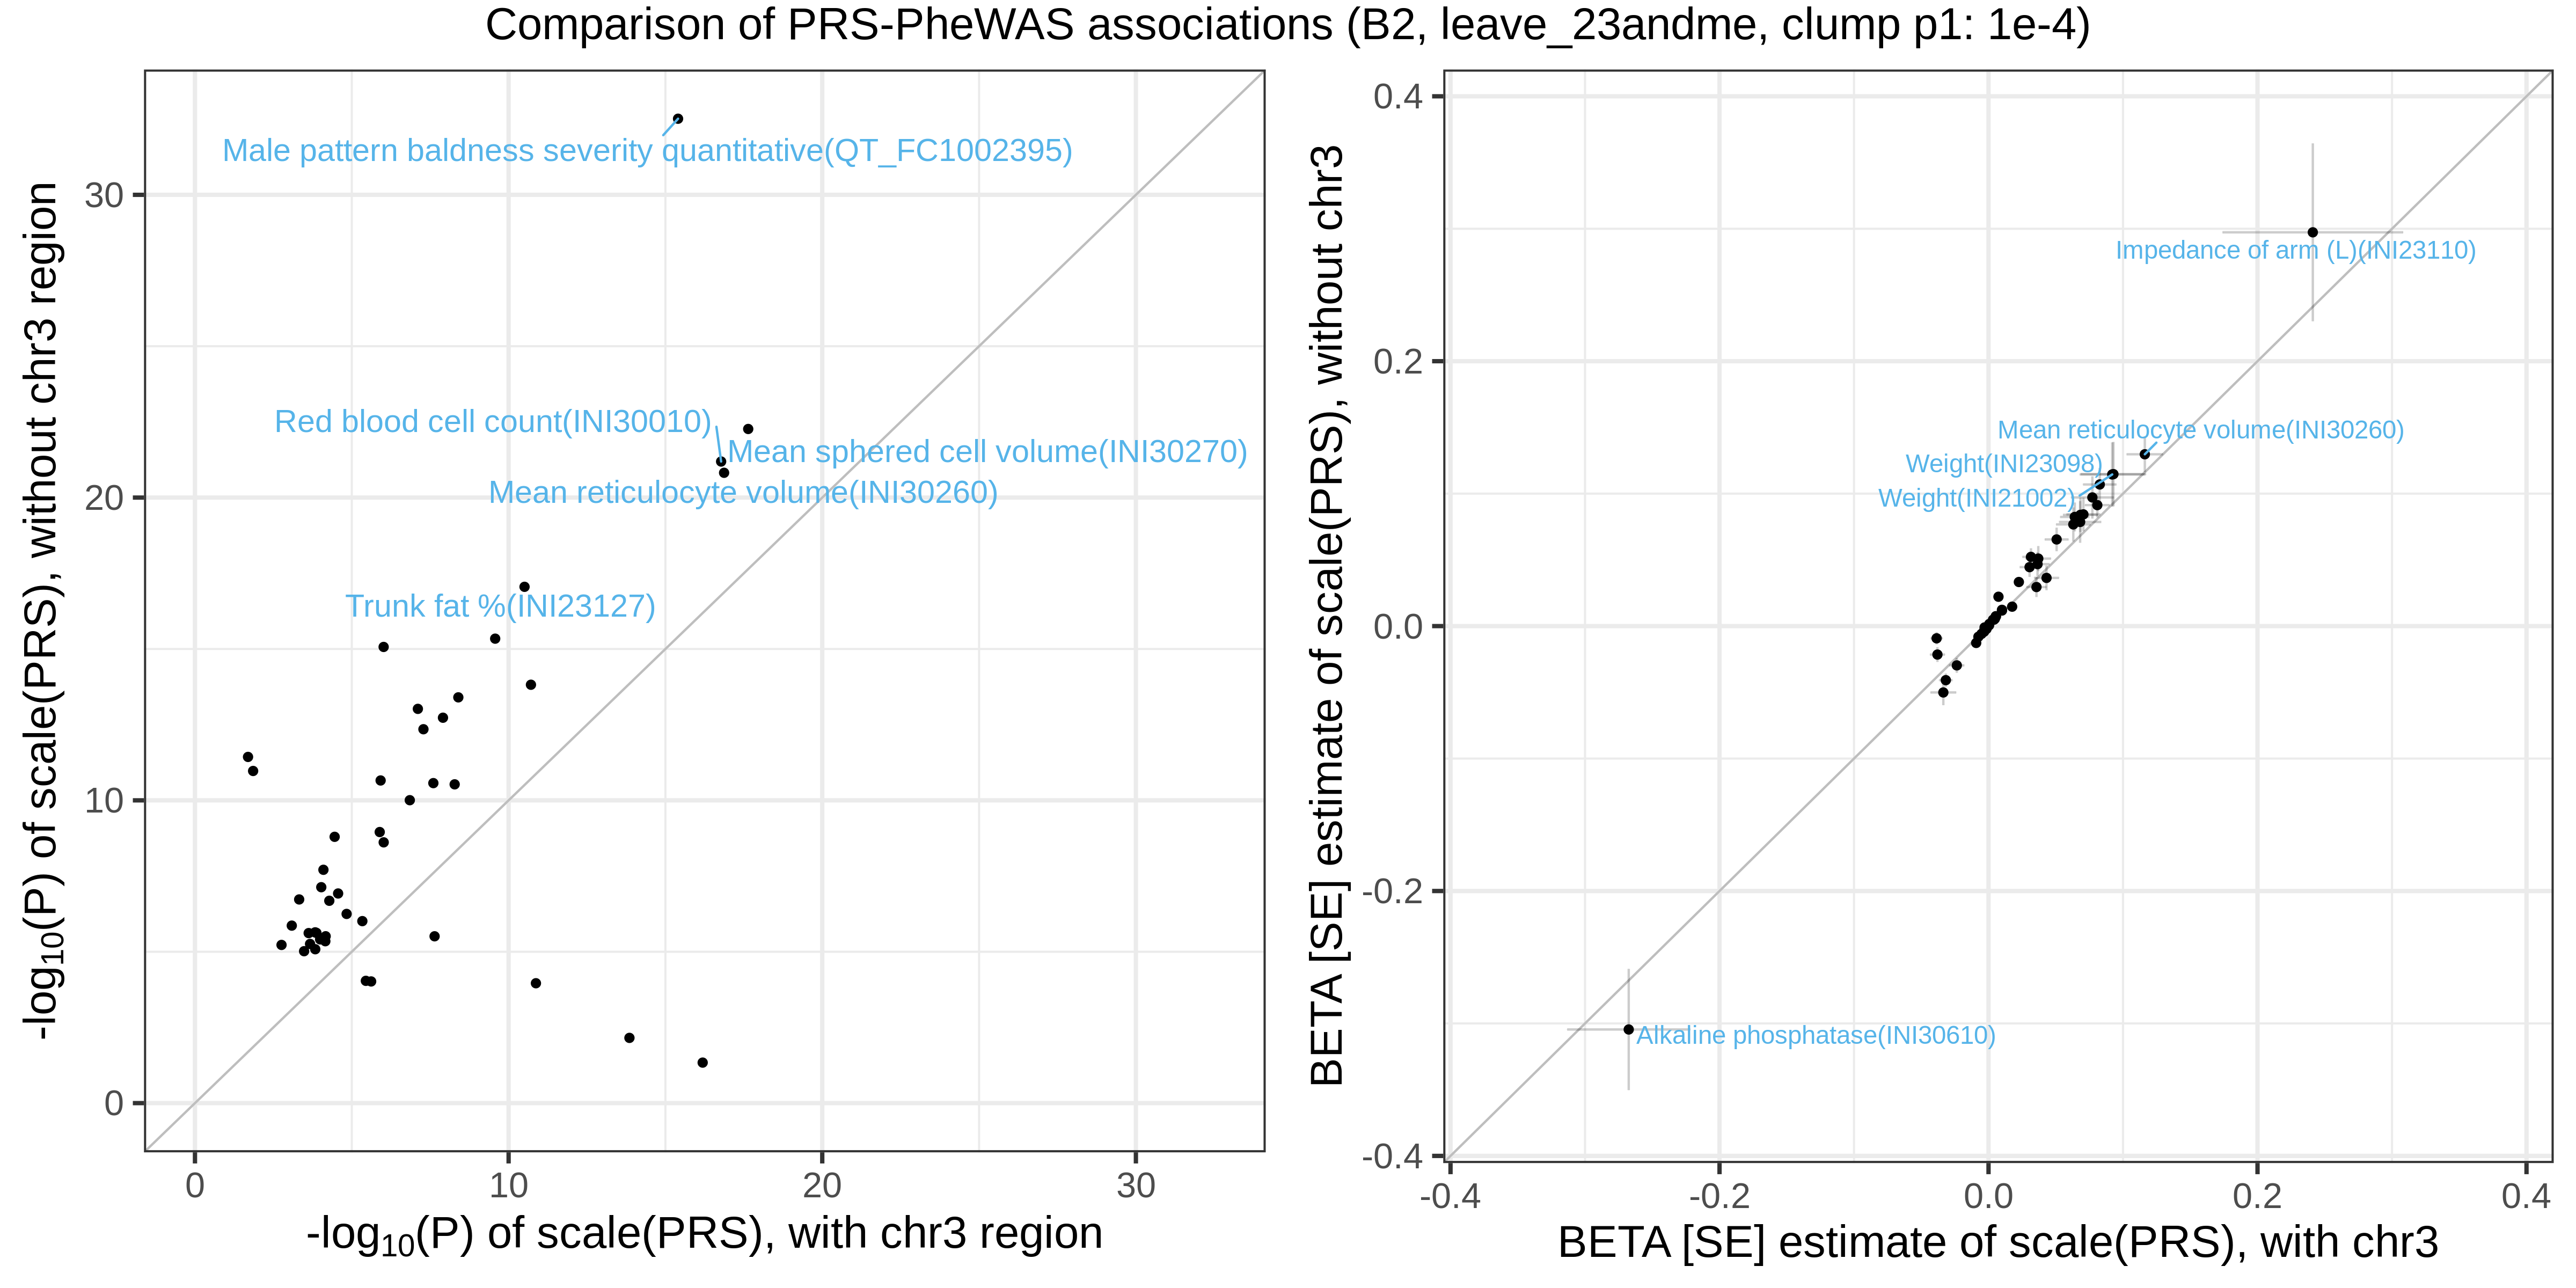 Comparison of PRS-PheWAS associations (B2, leave_23andme, clump p1: 1e-4)
-log10(P) of scale(PRS), without chr3 region
30
20
10
0
Male pattern baldness severity quantitative(QT_FC1002395)
Red blood cell count(INI30010)
Mean sphered cell volume(INI30270)
Mean reticulocyte volume(INI30260)
Trunk fat %(INI23127)
0
10
20
30
-log10(P) of scale(PRS), with chr3 region
BETA [SE] estimate of scale(PRS), without chr3
0.4
0.2
0.0
-0.2
-0.4
Impedance of arm (L)(INI23110)
Mean reticulocyte volume(INI30260)
Weight(INI23098)
Weight(INI21002)
Alkaline phosphatase(INI30610)
-0.4
-0.2
0.0
0.2
0.4
BETA [SE] estimate of scale(PRS), with chr3